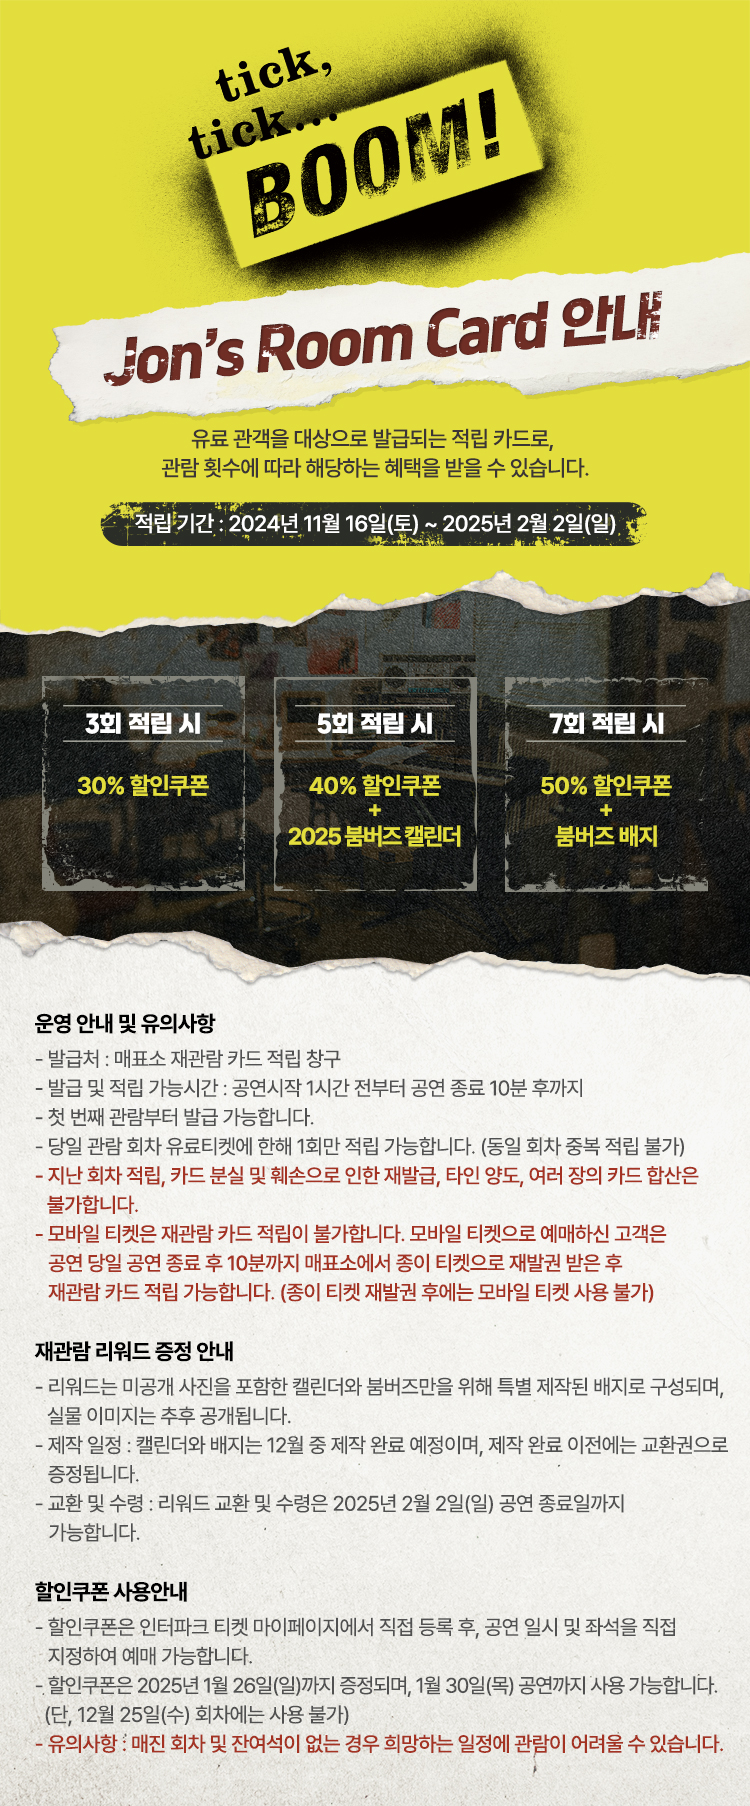 tick,
tick...
BOOM!
Jon's Room Card 안내
유료 관객을 대상으로 발급되는 적립 카드로,
관람 횟수에 따라 해당하는 혜택을 받을 수 있습니다.
적립 기간 : 2024년 11월 16일(토) ~ 2025년 2월 2일(일)
3회 적립 시
30% 할인쿠폰
5회 적립 시
40% 할인쿠폰
+
2025 붐버즈 캘린더
7회 적립 시
50% 할인쿠폰
+
붐버즈 배지
운영 안내 및 유의사항
- 발급처 : 매표소 재관람 카드 적립 창구
- 발급 및 적립 가능시간 : 공연시작 1시간 전부터 공연 종료 10분 후까지
- 첫 번째 관람부터 발급 가능합니다.
- 당일 관람 회차 유료티켓에 한해 1회만 적립 가능합니다. (동일 회차 중복 적립 불가)
- 지난 회차 적립, 카드 분실 및 훼손으로 인한 재발급, 타인 양도, 여러 장의 카드 합산은
불가합니다.
- 모바일 티켓은 재관람 카드 적립이 불가합니다. 모바일 티켓으로 예매하신 고객은
공연 당일 공연 종료 후 10분까지 매표소에서 종이 티켓으로 재발권 받은 후
재관람 카드 적립 가능합니다. (종이 티켓 재발권 후에는 모바일 티켓 사용 불가)
재관람 리워드 증정 안내
- 리워드는 미공개 사진을 포함한 캘린더와 붐버즈만을 위해 특별 제작된 배지로 구성되며,
실물 이미지는 추후 공개됩니다.
- 제작 일정 : 캘린더와 배지는 12월 중 제작 완료 예정이며, 제작 완료 이전에는 교환권으로
증정됩니다.
- 교환 및 수령 : 리워드 교환 및 수령은 2025년 2월 2일(일) 공연 종료일까지
가능합니다.
할인쿠폰 사용안내
- 할인쿠폰은 인터파크 티켓 마이페이지에서 직접 등록 후, 공연 일시 및 좌석을 직접
지정하여 예매 가능합니다.
- 할인쿠폰은 2025년 1월 26일(일)까지 증정되며, 1월 30일(목) 공연까지 사용 가능합니다.
(단, 12월 25일(수) 회차에는 사용 불가)
- 유의사항 : 매진 회차 및 잔여석이 없는 경우 희망하는 일정에 관람이 어려울 수 있습니다.